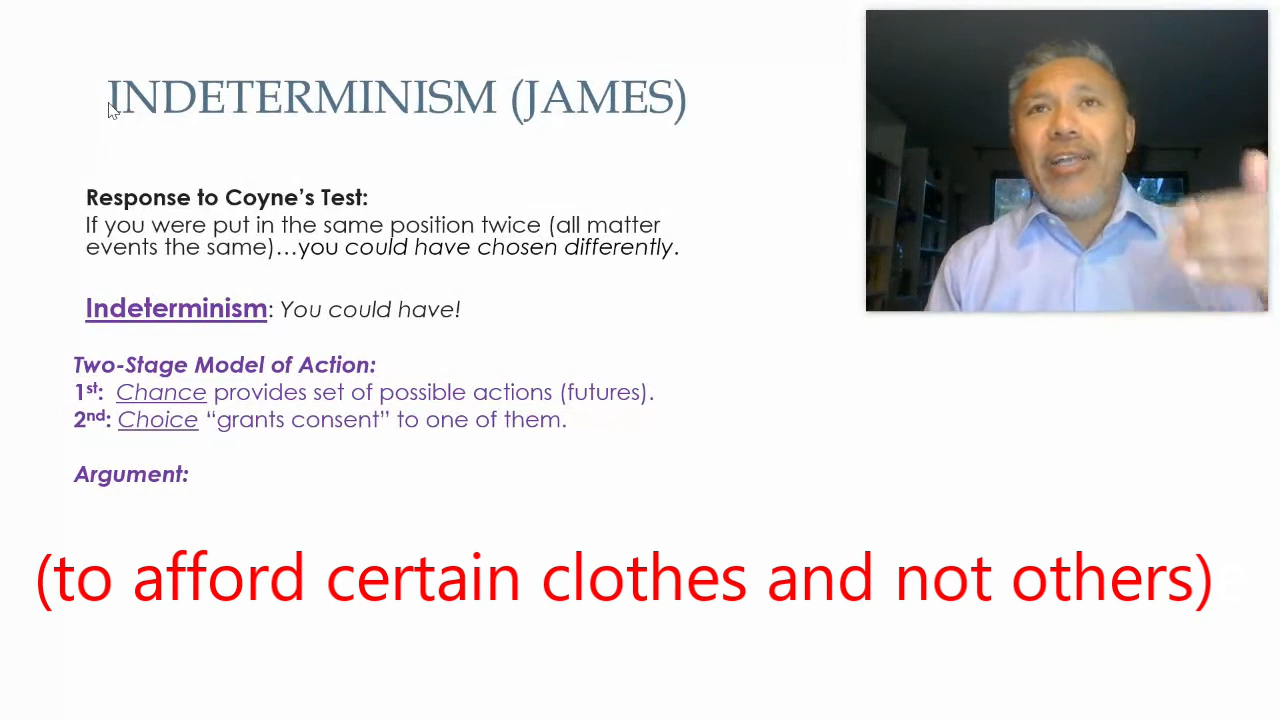 INDETERMINISM (JAMES)
Response to Coyne’s Test:
If you were put in the same position twice (all matter
events the same)…you could have chosen differently.
Indeterminism: You could have!
Two-Stage Model of Action:
1st: Chance provides set of possible actions (futures).
2nd: Choice “grants consent” to one of them.
Argument:
(to afford certain clothes and not others)